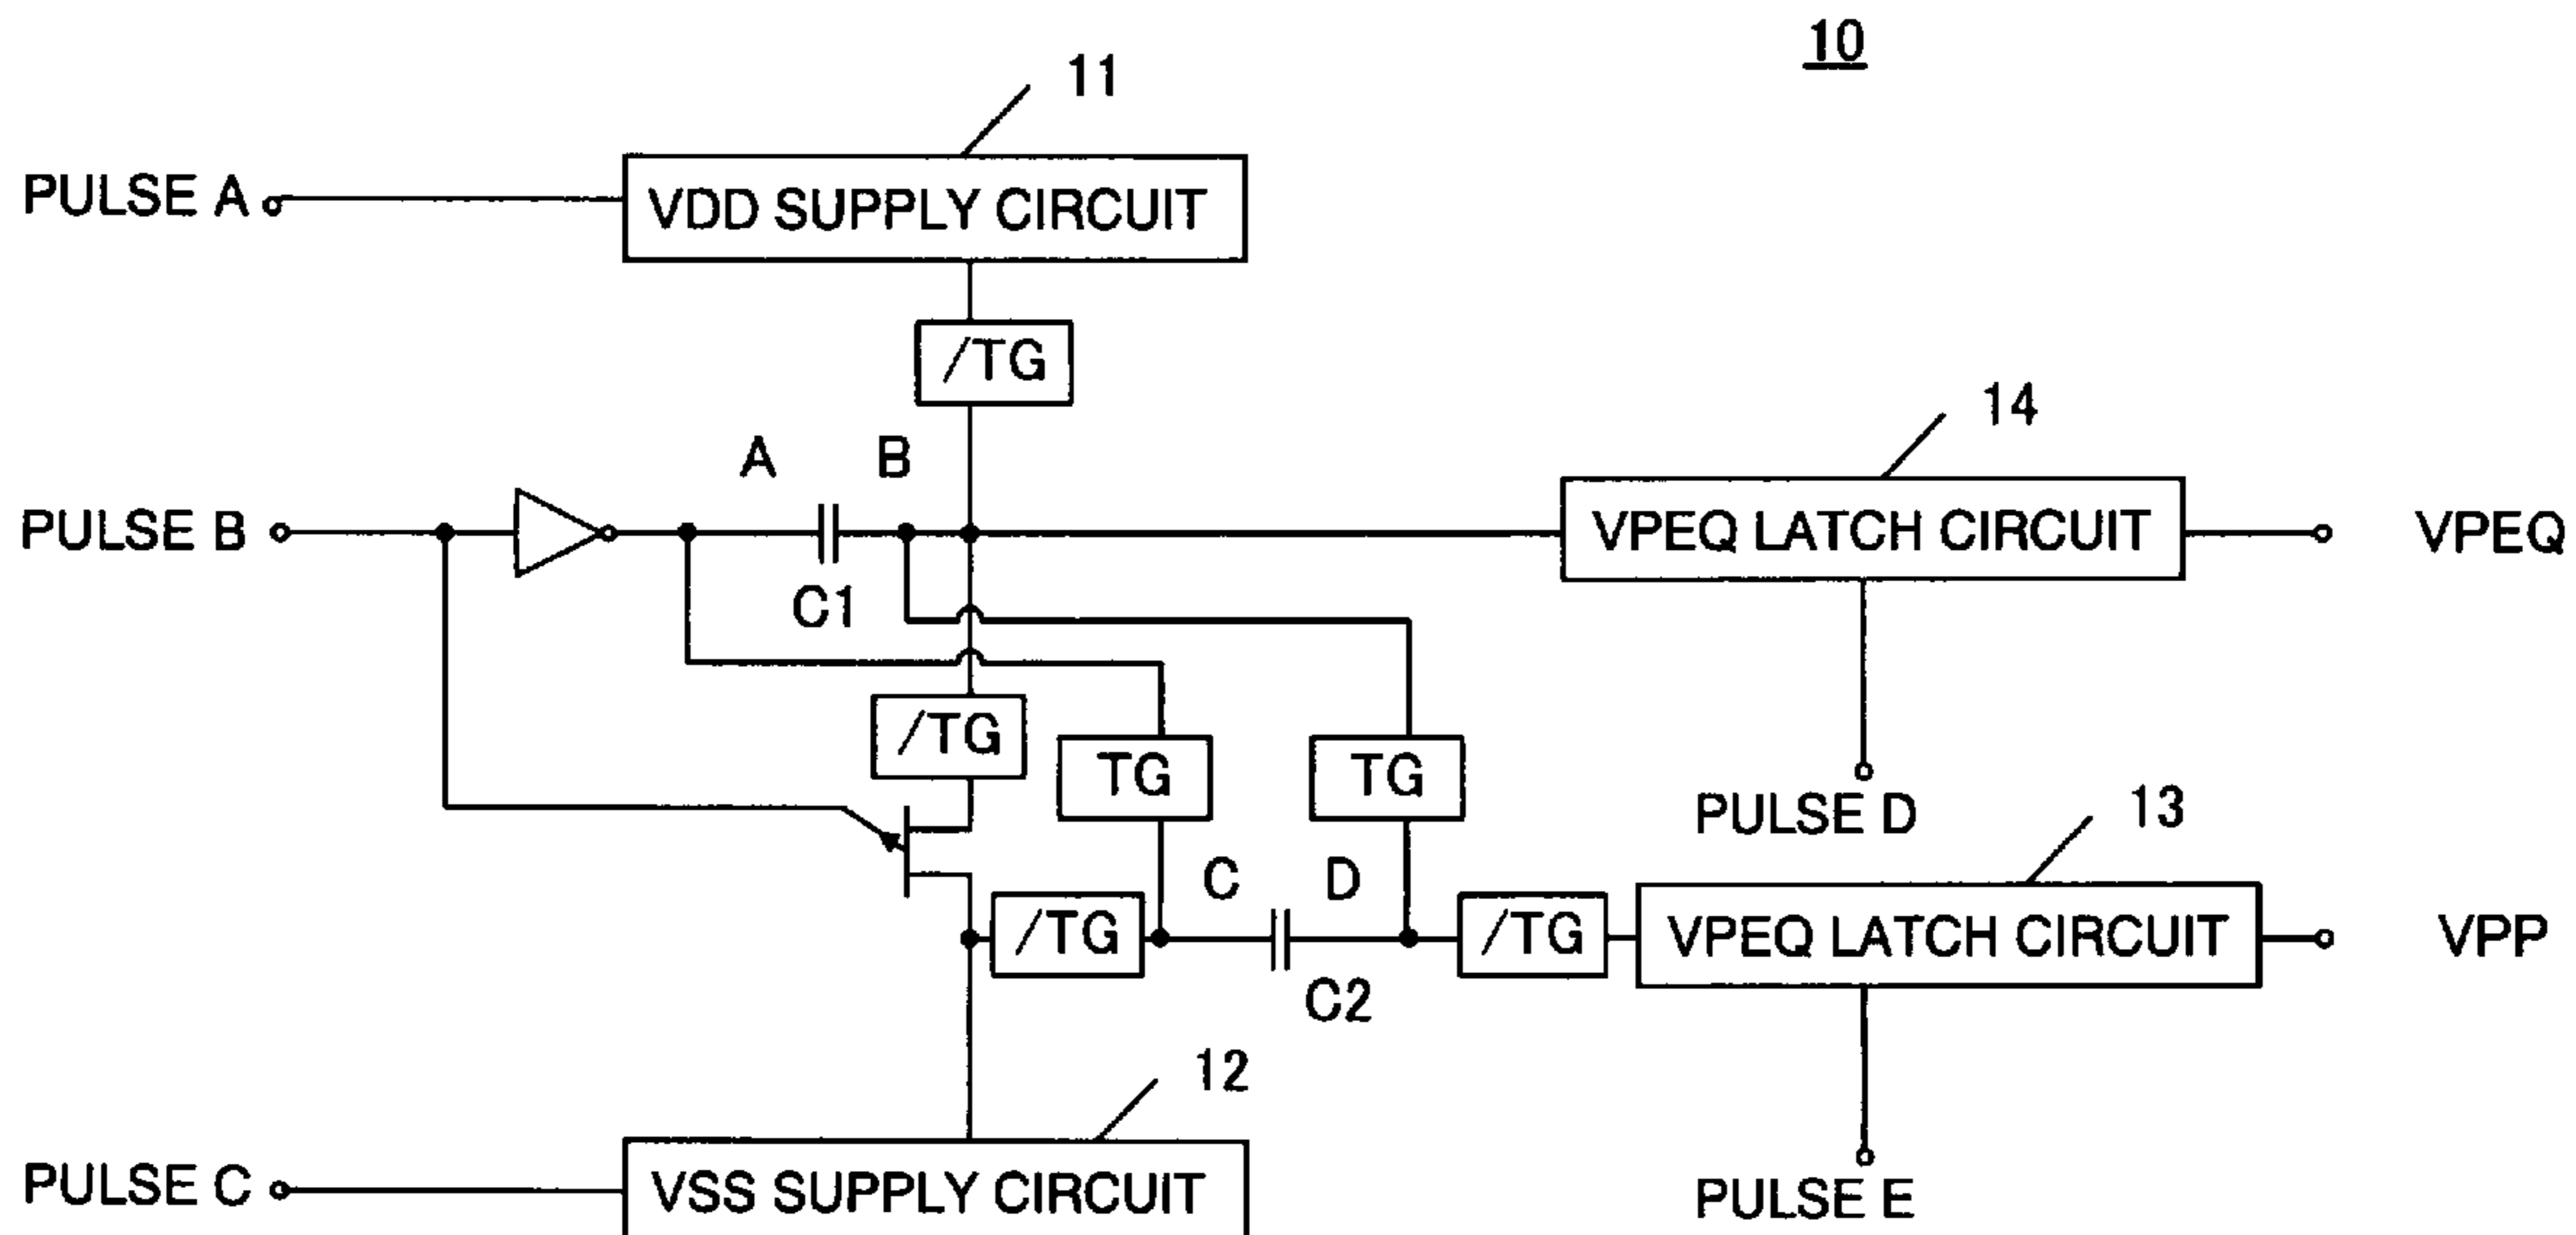 10
11
PULSE A
VDD SUPPLY CIRCUIT
/TG
14
A
B
PULSE B
VPEQ LATCH CIRCUIT
VPEQ
C1
/TG
TG
TG
PULSE D
13
C
D
/TG
/TG
VPEQ LATCH CIRCUIT
VPP
C2
12
PULSE C
VSS SUPPLY CIRCUIT
PULSE E